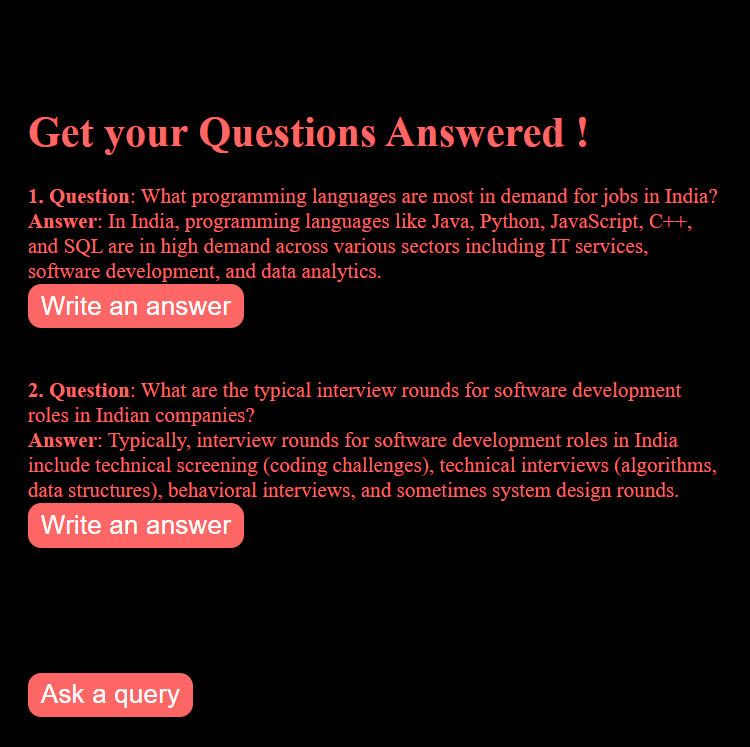 Get your Questions Answered !
1. Question: What programming languages are most in demand for jobs in India?
Answer: In India, programming languages like Java, Python, JavaScript, C++,
and SQL are in high demand across various sectors including IT services,
software development, and data analytics.
Write an answer
2. Question: What are the typical interview rounds for software development
roles in Indian companies?
Answer: Typically, interview rounds for software development roles in India
include technical screening (coding challenges), technical interviews (algorithms,
data structures), behavioral interviews, and sometimes system design rounds.
Write an answer
Ask a query